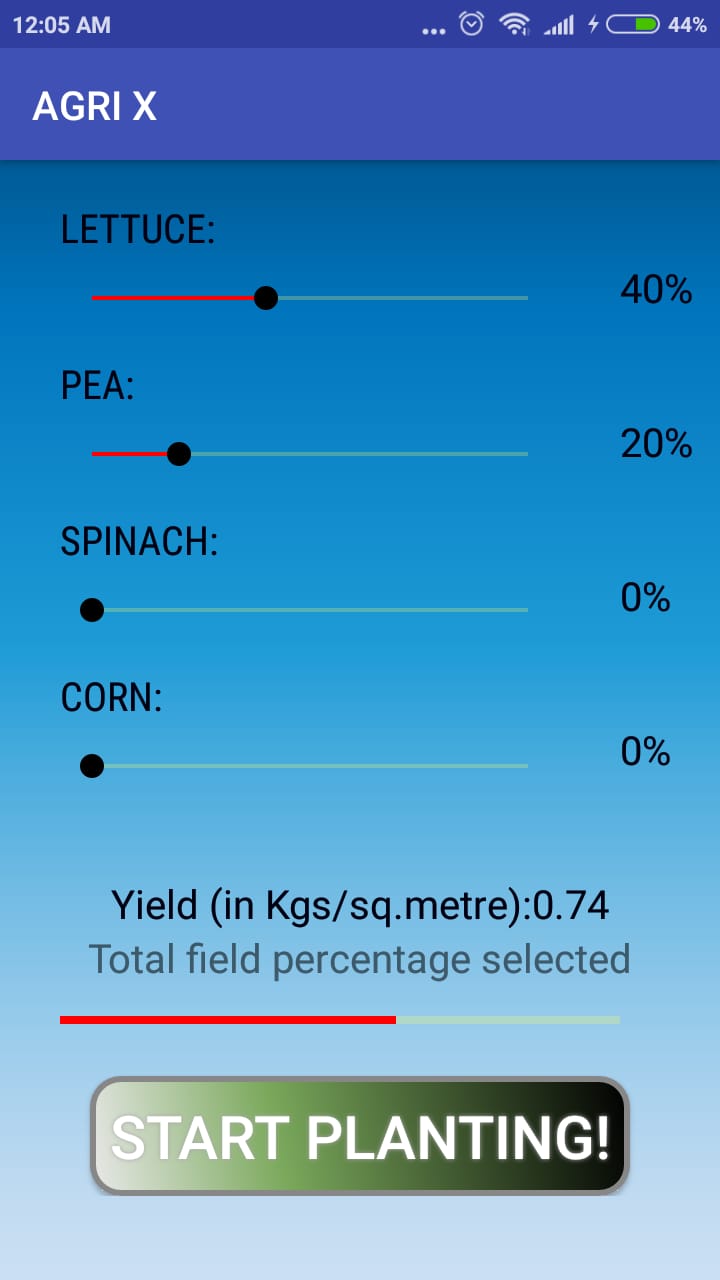 12:05 AM
44%
AGRI X
LETTUCE:
40%
PEA:
20%
SPINACH:
0%
CORN:
0%
Yield (in Kgs/sq.metre):0.74
Total field percentage selected
START PLANTING!